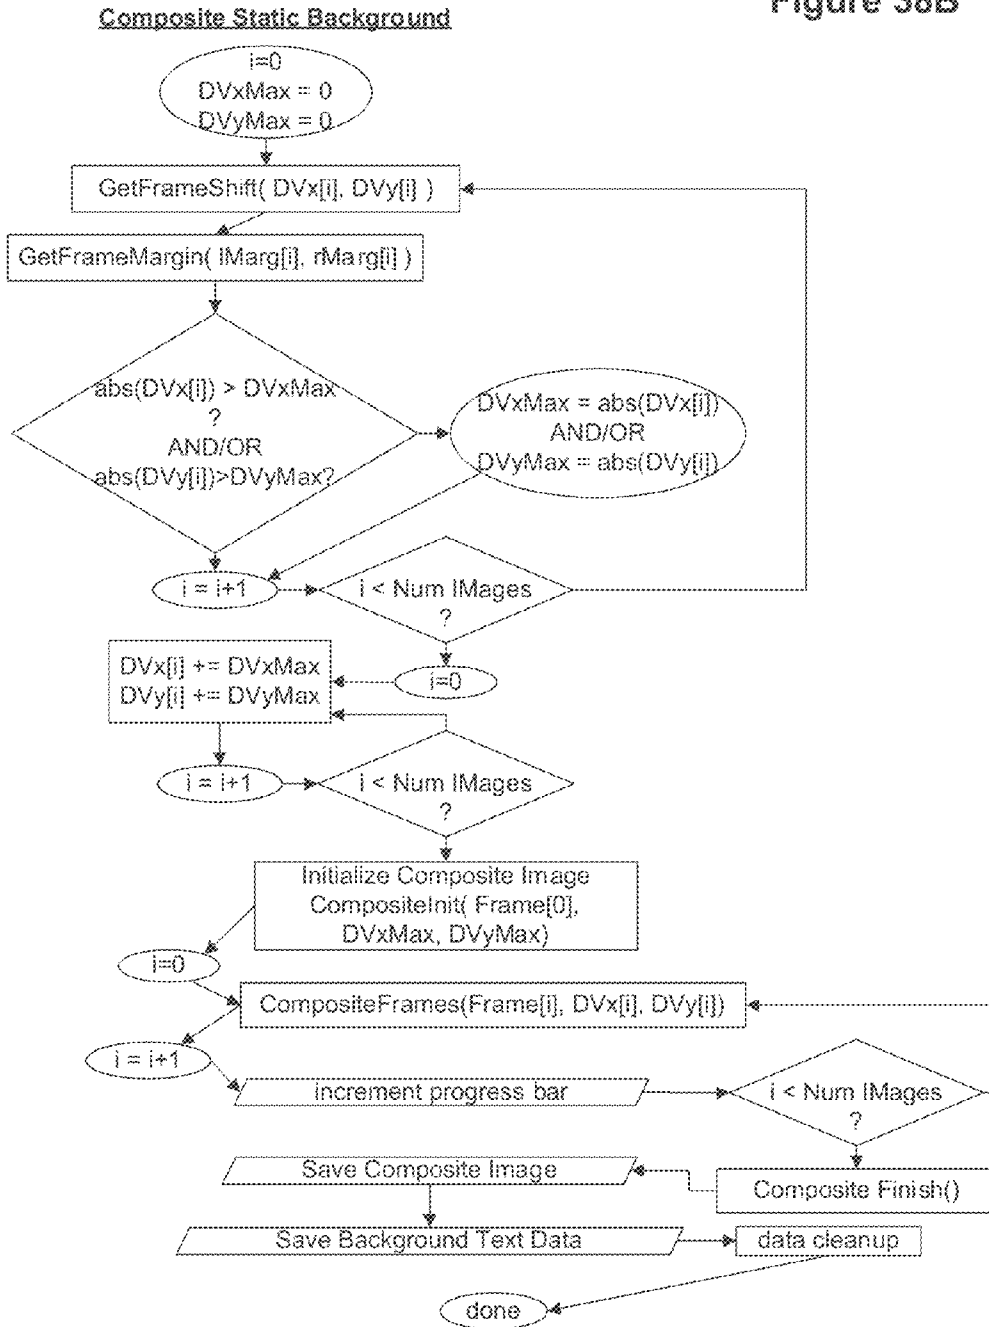 Composite Static Background
Figure 38B
i=0
DVxMax = 0
DVyMax = 0
GetFrameShift( DVx[i], DVy[i] )
GetFrameMargin( lMarg[i], rMarg[i] )
abs(DVx[i]) > DVxMax
?
AND/OR
abs(DVy[i])>DVyMax?
DVxMax = abs(DVx[i])
AND/OR
DVyMax = abs(DVy[i])
i = i+1
i < Num IMages
?
i=0
DVx[i] += DVxMax
DVy[i] += DVyMax
i = i+1
i < Num IMages
?
Initialize Composite Image
CompositeInit( Frame[0],
DVxMax, DVyMax)
i=0
CompositeFrames(Frame[i], DVx[i], DVy[i])
i = i+1
increment progress bar
i < Num IMages
?
Save Composite Image
Composite Finish()
Save Background Text Data
data cleanup
done